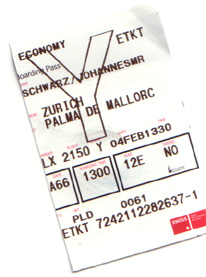 ECONOMY ETKT
Boarding Pass
SCHWARZ/JOHANNESMR
ZURICH
PALMA DE MALLORC
Y
LX 2150 Y 04FEB1330
A66 1300 12E NO
PLD 0061
ETKT 7242112282637-1
SWISS